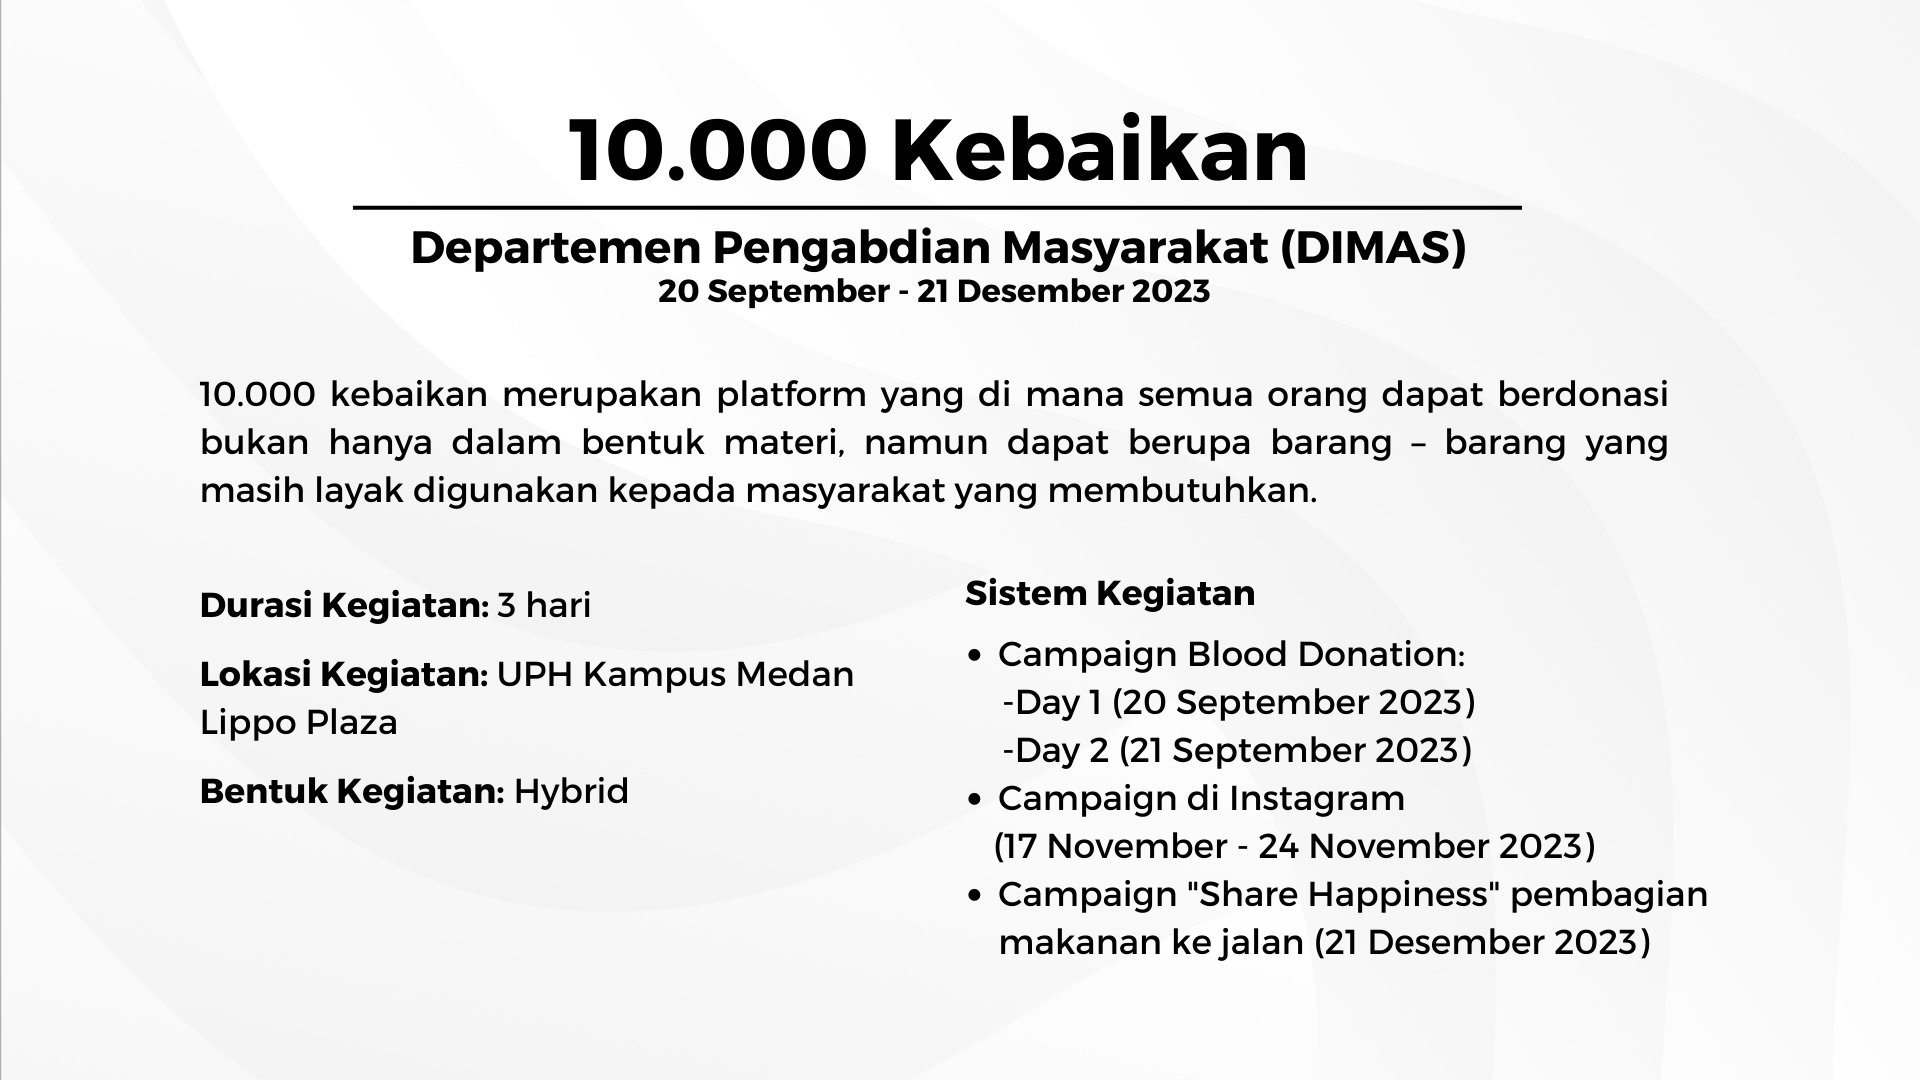 10.000 Kebaikan
Departemen Pengabdian Masyarakat (DIMAS)
20 September - 21 Desember 2023
10.000 kebaikan merupakan platform yang di mana semua orang dapat berdonasi
bukan hanya dalam bentuk materi, namun dapat berupa barang – barang yang
masih layak digunakan kepada masyarakat yang membutuhkan.
Durasi Kegiatan: 3 hari
Lokasi Kegiatan: UPH Kampus Medan
Lippo Plaza
Bentuk Kegiatan: Hybrid
Sistem Kegiatan
• Campaign Blood Donation:
-Day 1 (20 September 2023)
-Day 2 (21 September 2023)
• Campaign di Instagram
(17 November - 24 November 2023)
• Campaign "Share Happiness" pembagian
makanan ke jalan (21 Desember 2023)